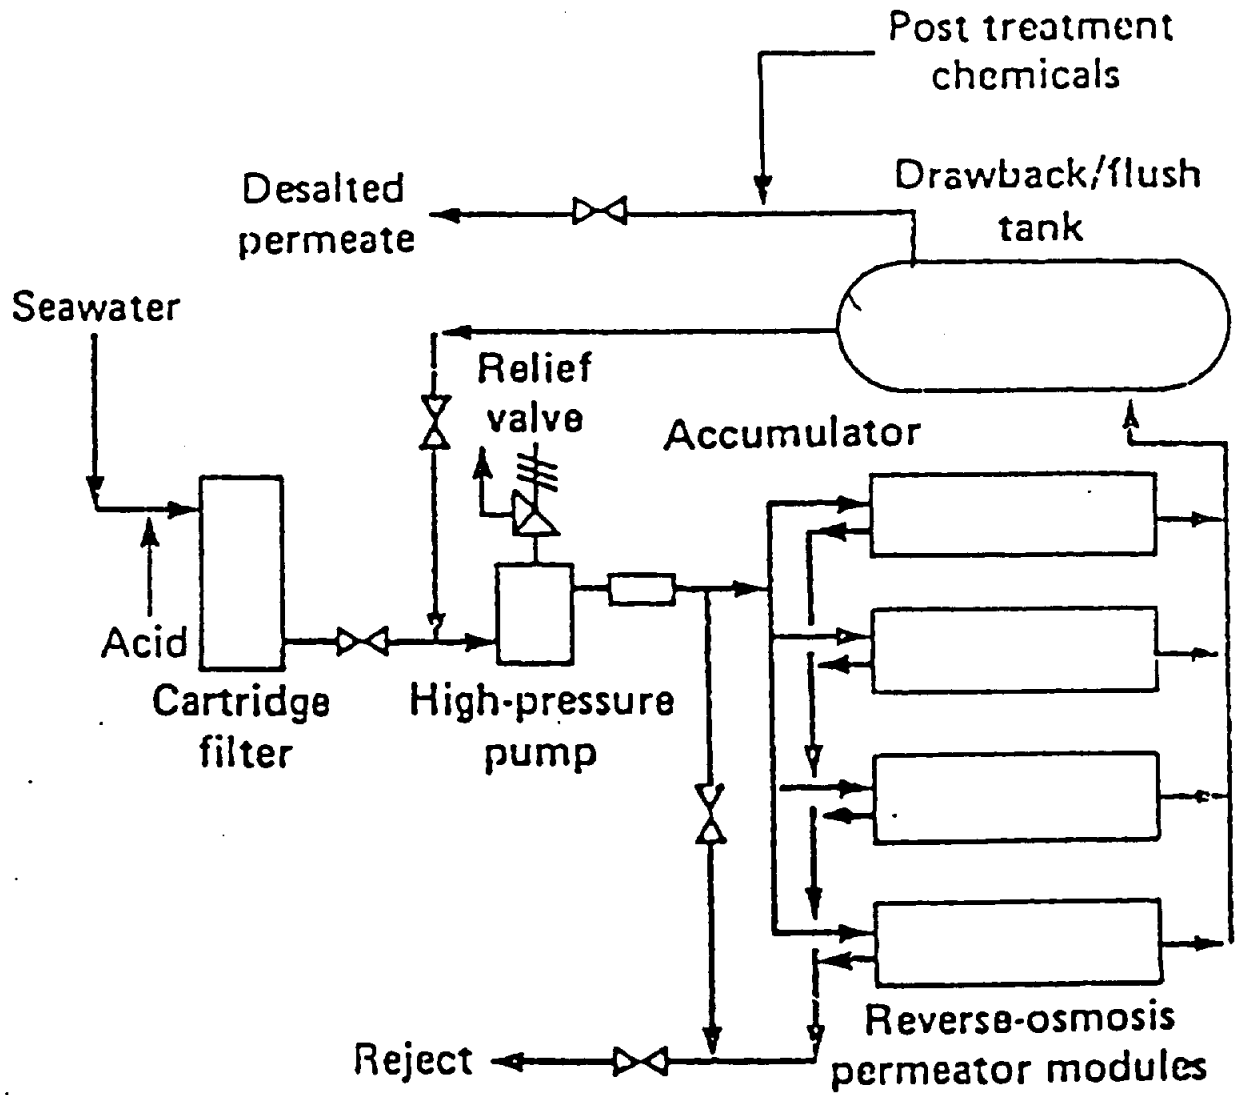 Post treatment
chemicals
Drawback/flush
tank
Desalted
permeate
Seawater
Relief
valve
Accumulator
Acid
Cartridge
filter
High-pressure
pump
Reverse-osmosis
permeator modules
Reject